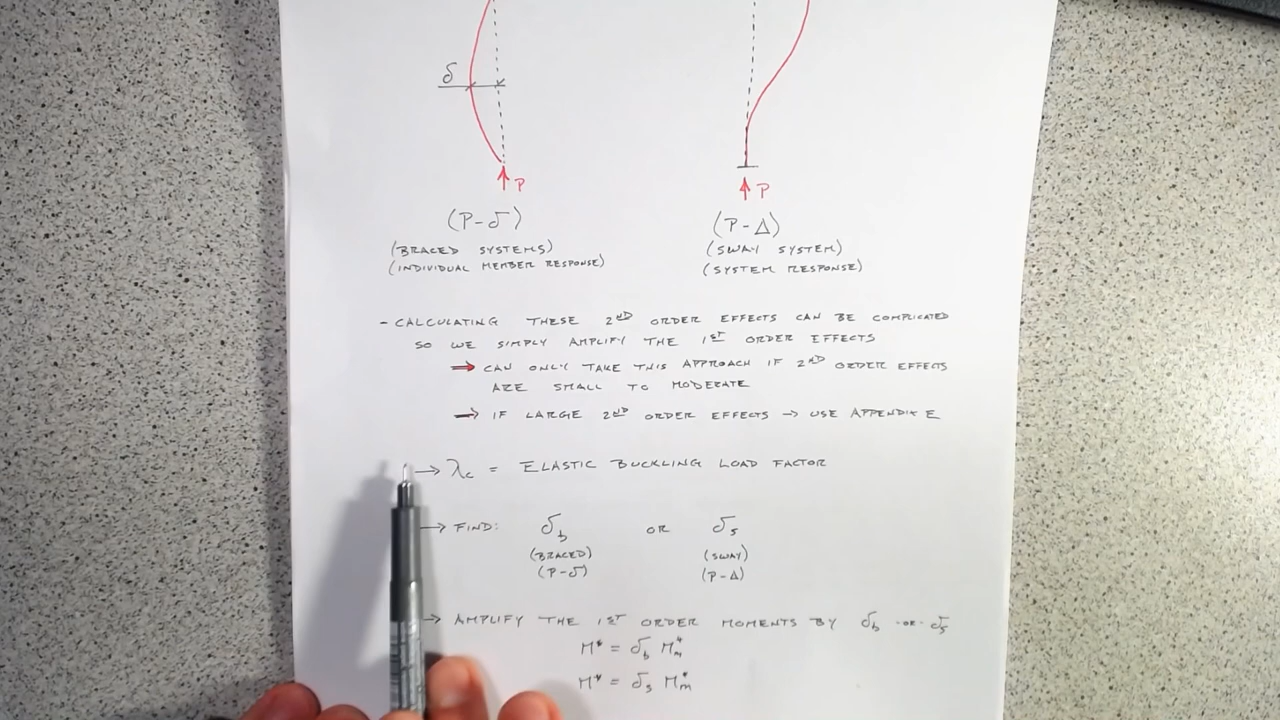 δ
P
P
(P-δ)
(P-Δ)
(BRACED SYSTEMS)
(SWAY SYSTEM)
(INDIVIDUAL MEMBER RESPONSE)
(SYSTEM RESPONSE)
- CALCULATING THESE 2ND ORDER EFFECTS CAN BE COMPLICATED
SO WE SIMPLY AMPLIFY THE 1ST ORDER EFFECTS
⇒ CAN ONLY TAKE THIS APPROACH IF 2ND ORDER EFFECTS
ARE SMALL TO MODERATE
⇒ IF LARGE 2ND ORDER EFFECTS → USE APPENDIX E
→ λc = ELASTIC BUCKLING LOAD FACTOR
→ FIND: δb OR δs
(BRACED) (SWAY)
(P-δ) (P-Δ)
→ AMPLIFY THE 1ST ORDER MOMENTS BY δb -OR- δs
M* = δb M*m
M* = δs M*m